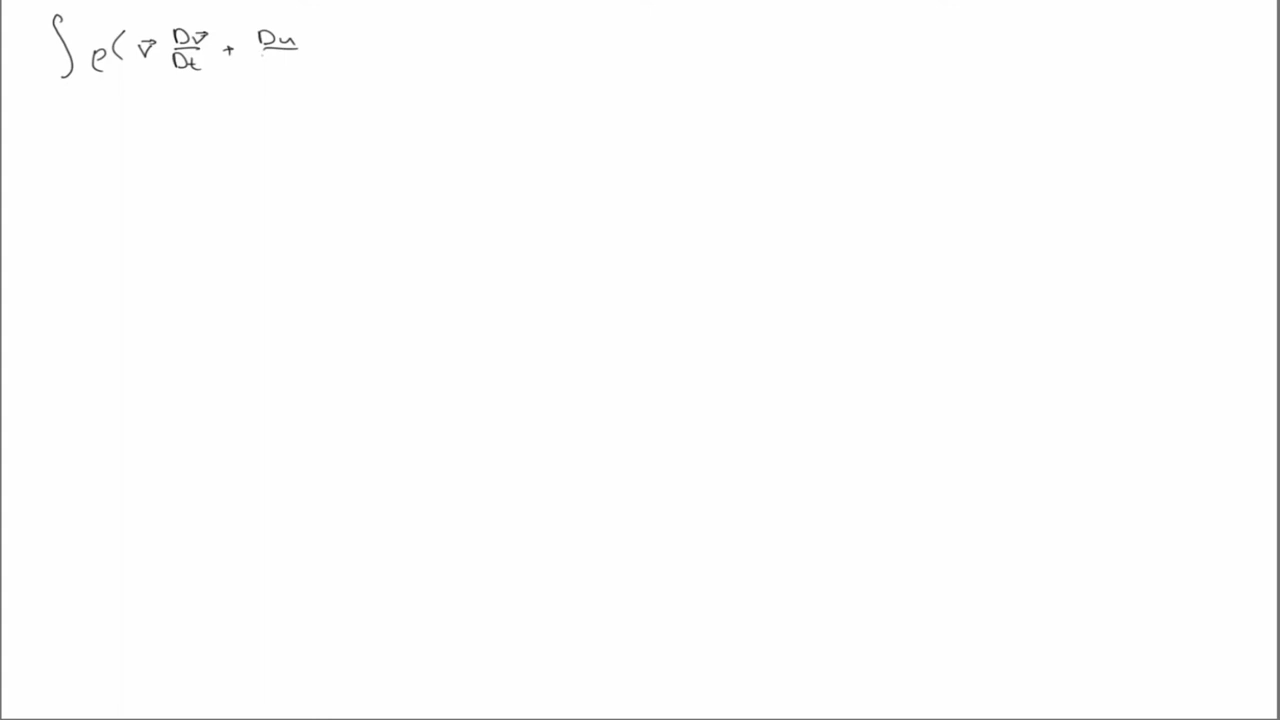 ∫ ρ( v⃗ Dv⃗/Dt + Du/